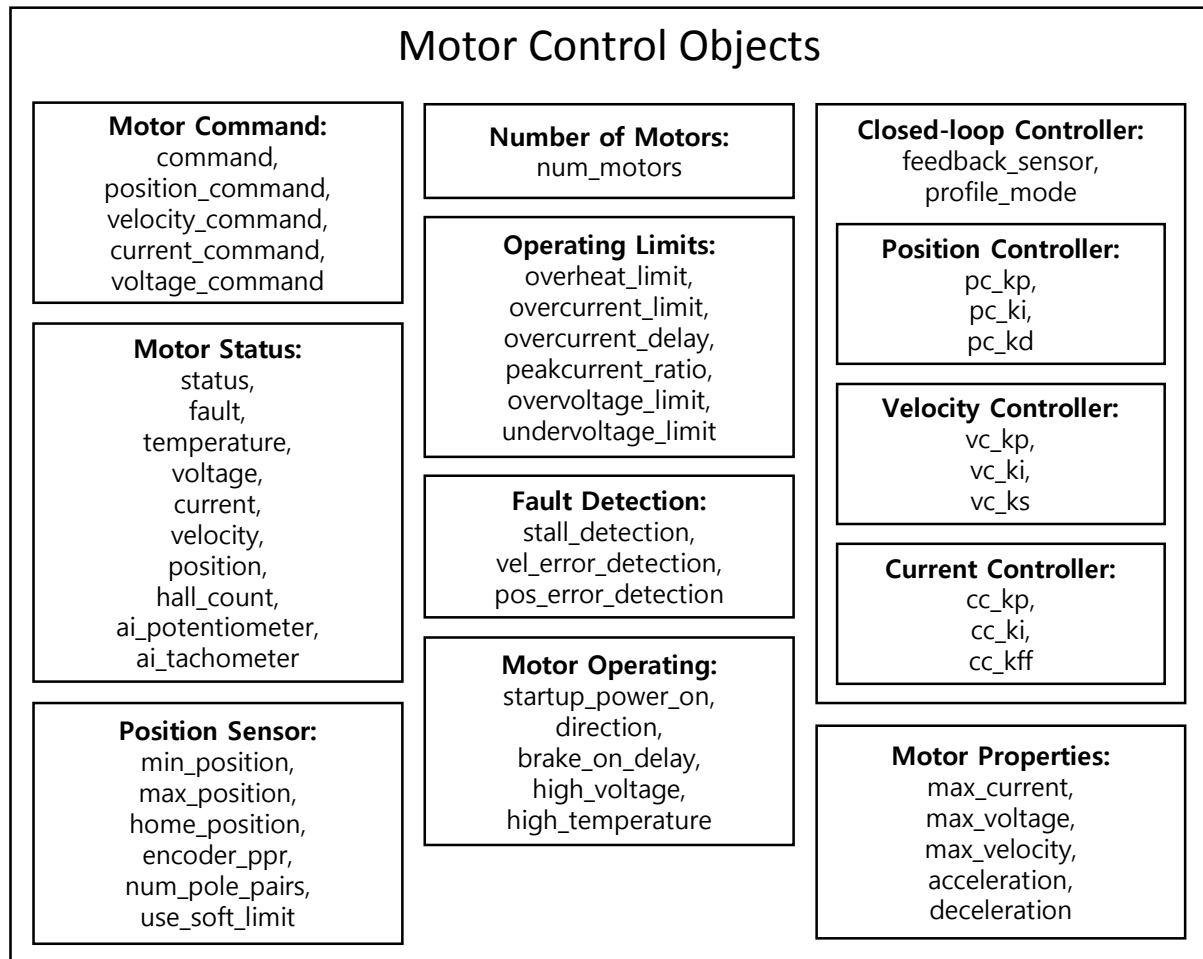 Motor Control Objects
Motor Command:
command,
position_command,
velocity_command,
current_command,
voltage_command
Motor Status:
status,
fault,
temperature,
voltage,
current,
velocity,
position,
hall_count,
ai_potentiometer,
ai_tachometer
Position Sensor:
min_position,
max_position,
home_position,
encoder_ppr,
num_pole_pairs,
use_soft_limit
Number of Motors:
num_motors
Operating Limits:
overheat_limit,
overcurrent_limit,
overcurrent_delay,
peakcurrent_ratio,
overvoltage_limit,
undervoltage_limit
Fault Detection:
stall_detection,
vel_error_detection,
pos_error_detection
Motor Operating:
startup_power_on,
direction,
brake_on_delay,
high_voltage,
high_temperature
Closed-loop Controller:
feedback_sensor,
profile_mode
Position Controller:
pc_kp,
pc_ki,
pc_kd
Velocity Controller:
vc_kp,
vc_ki,
vc_ks
Current Controller:
cc_kp,
cc_ki,
cc_kff
Motor Properties:
max_current,
max_voltage,
max_velocity,
acceleration,
deceleration